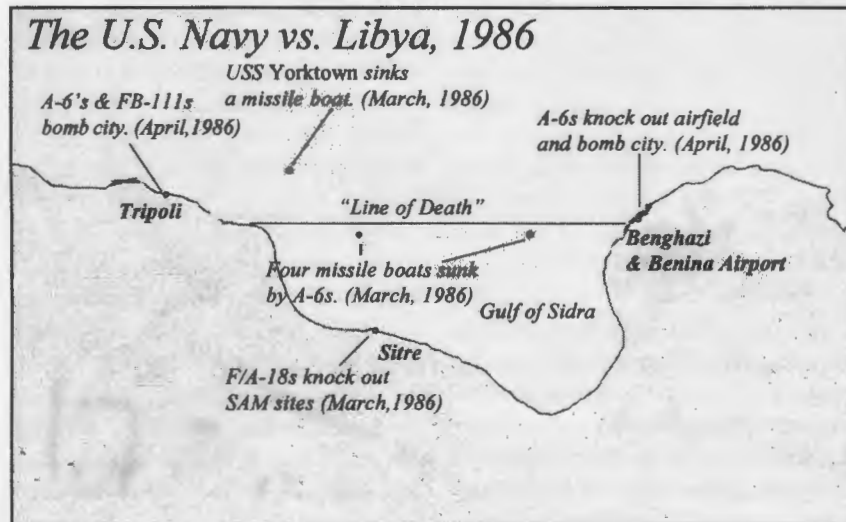 The U.S. Navy vs. Libya, 1986
USS Yorktown sinks
a missile boat. (March, 1986)
A-6's & FB-111s
bomb city. (April,1986)
A-6s knock out airfield
and bomb city. (April, 1986)
Tripoli
"Line of Death"
Benghazi
& Benina Airport
Four missile boats sunk
by A-6s. (March, 1986)
Gulf of Sidra
Sitre
F/A-18s knock out
SAM sites (March,1986)